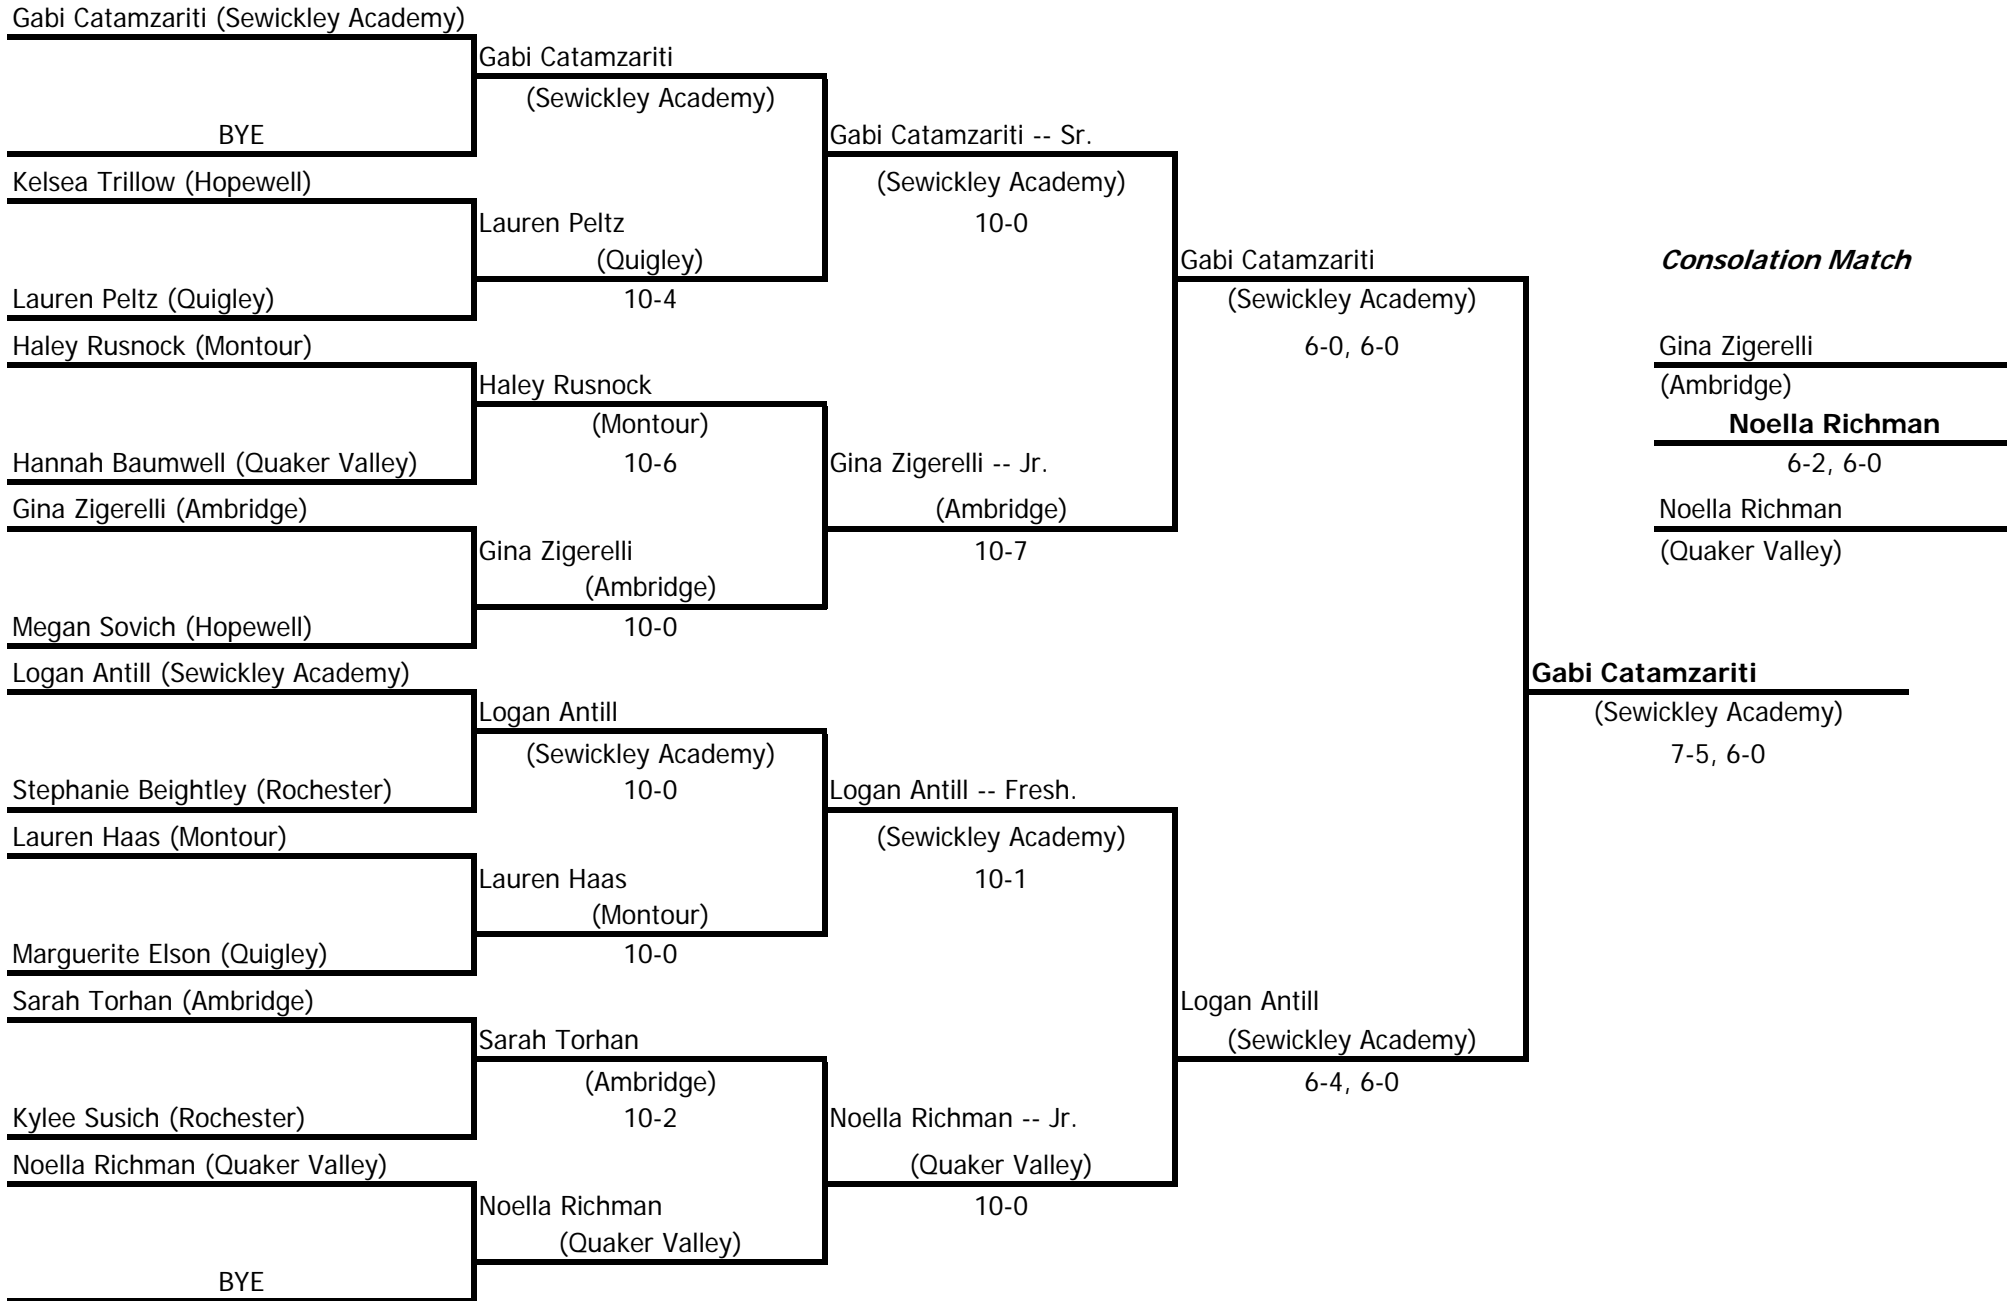 Gabi Catamzariti (Sewickley Academy)
BYE
Kelsea Trillow (Hopewell)
Lauren Peltz (Quigley)
Haley Rusnock (Montour)
Hannah Baumwell (Quaker Valley)
Gina Zigerelli (Ambridge)
Megan Sovich (Hopewell)
Logan Antill (Sewickley Academy)
Stephanie Beightley (Rochester)
Lauren Haas (Montour)
Marguerite Elson (Quigley)
Sarah Torhan (Ambridge)
Kylee Susich (Rochester)
Noella Richman (Quaker Valley)
BYE
Gabi Catamzariti
(Sewickley Academy)
Lauren Peltz
(Quigley)
10-4
Haley Rusnock
(Montour)
10-6
Gina Zigerelli
(Ambridge)
10-0
Logan Antill
(Sewickley Academy)
10-0
Lauren Haas
(Montour)
10-0
Sarah Torhan
(Ambridge)
10-2
Noella Richman
(Quaker Valley)
Gabi Catamzariti -- Sr.
(Sewickley Academy)
10-0
Gina Zigerelli -- Jr.
(Ambridge)
10-7
Logan Antill -- Fresh.
(Sewickley Academy)
10-1
Noella Richman -- Jr.
(Quaker Valley)
10-0
Gabi Catamzariti
(Sewickley Academy)
6-0, 6-0
Logan Antill
(Sewickley Academy)
6-4, 6-0
Gabi Catamzariti
(Sewickley Academy)
7-5, 6-0
Consolation Match
Gina Zigerelli
(Ambridge)
Noella Richman
6-2, 6-0
Noella Richman
(Quaker Valley)